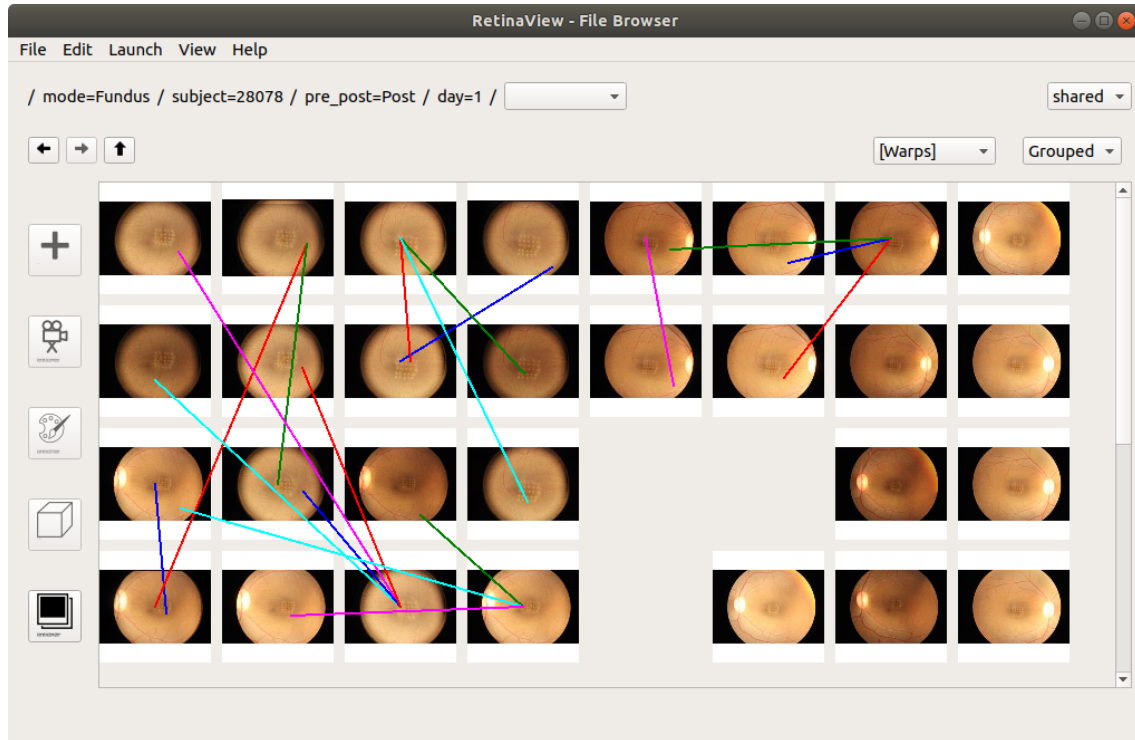 RetinaView - File Browser
File Edit Launch View Help
/ mode=Fundus / subject=28078 / pre_post=Post / day=1 /
shared
[Warps]
Grouped